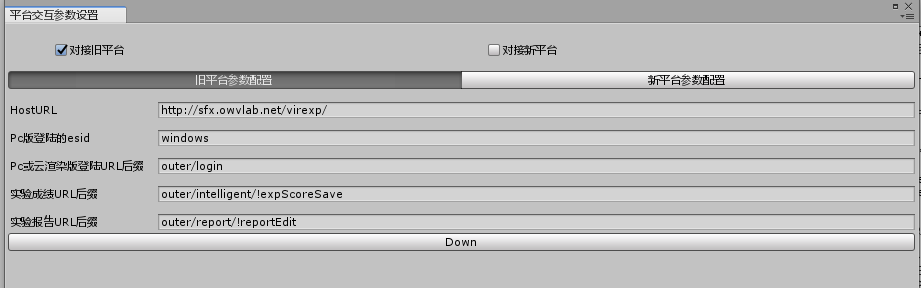 平台交互参数设置
对接旧平台 对接新平台
旧平台参数配置 新平台参数配置
HostURL http://sfx.owvlab.net/virexp/
Pc版登陆的esid windows
Pc或云渲染版登陆URL后缀 outer/login
实验成绩URL后缀 outer/intelligent/!expScoreSave
实验报告URL后缀 outer/report/!reportEdit
Down